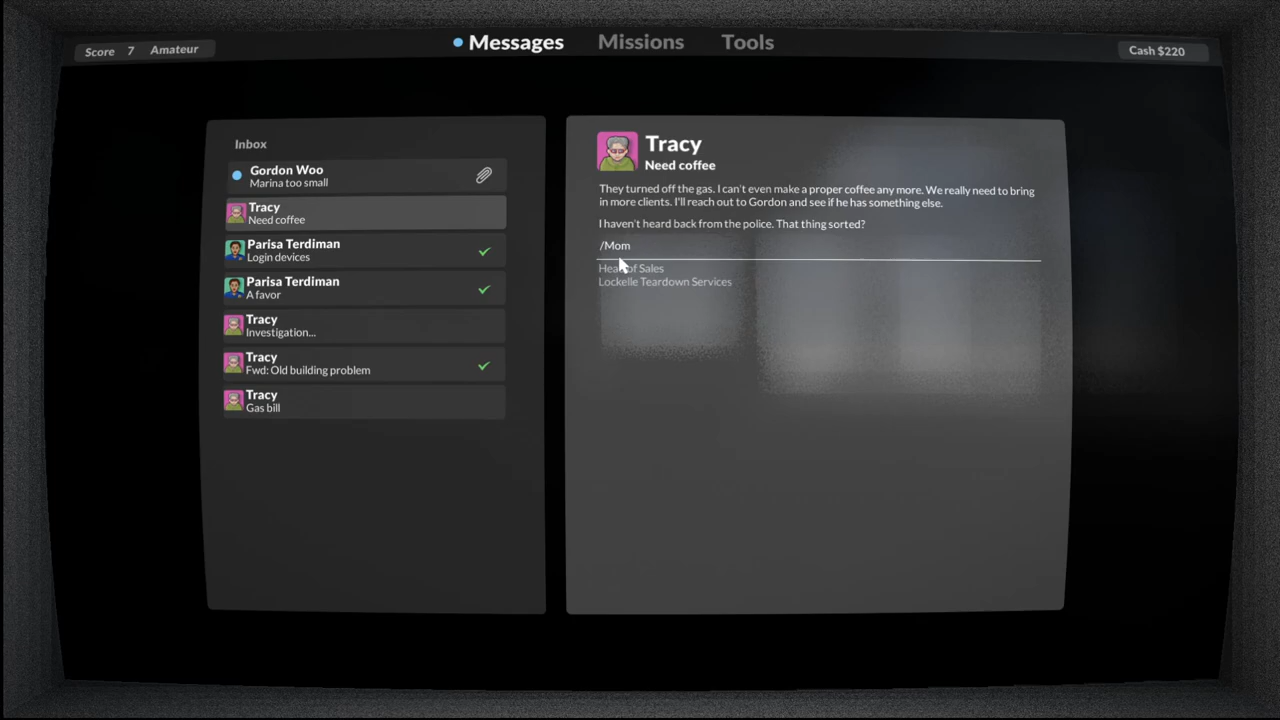 Score 7 Amateur
Messages Missions Tools
Cash $220
Inbox
Gordon Woo
Marina too small
Tracy
Need coffee
Parisa Terdiman
Login devices
Parisa Terdiman
A favor
Tracy
Investigation...
Tracy
Fwd: Old building problem
Tracy
Gas bill
Tracy
Need coffee
They turned off the gas. I can't even make a proper coffee any more. We really need to bring
in more clients. I'll reach out to Gordon and see if he has something else.
I haven't heard back from the police. That thing sorted?
/Mom
Head of Sales
Lockelle Teardown Services